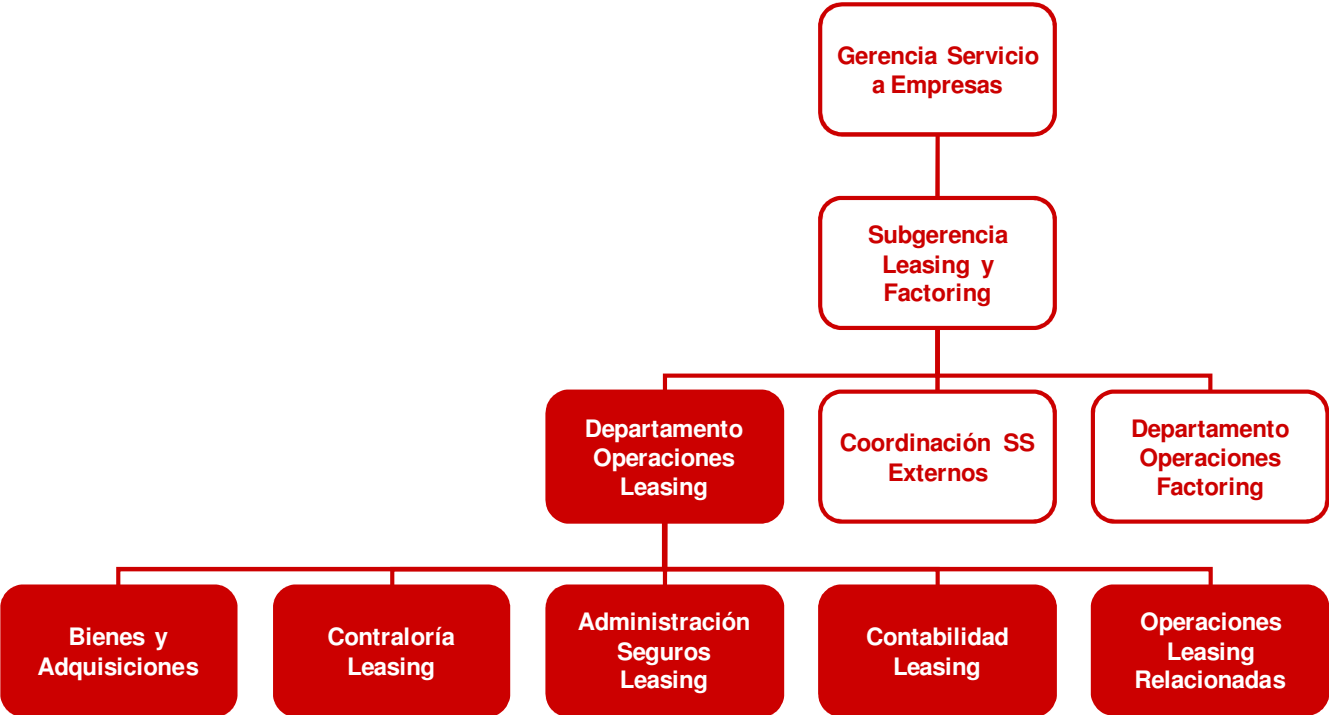 Gerencia Servicio
a Empresas
Subgerencia
Leasing y
Factoring
Departamento
Operaciones
Leasing
Coordinación SS
Externos
Departamento
Operaciones
Factoring
Bienes y
Adquisiciones
Contraloría
Leasing
Administración
Seguros
Leasing
Contabilidad
Leasing
Operaciones
Leasing
Relacionadas